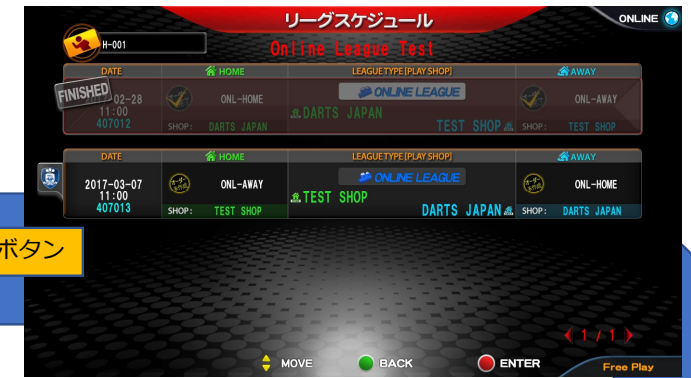 リーグスケジュール
ONLINE
H-001
Online League Test
DATE HOME LEAGUE TYPE [PLAY SHOP] AWAY
FINISHED
02-28
11:00
407012
ONL-HOME
SHOP: DARTS JAPAN
ONLINE LEAGUE
DARTS JAPAN
TEST SHOP
ONL-AWAY
SHOP: TEST SHOP
DATE HOME LEAGUE TYPE [PLAY SHOP] AWAY
2017-03-07
11:00
407013
ONL-AWAY
SHOP: TEST SHOP
ONLINE LEAGUE
TEST SHOP
DARTS JAPAN
ONL-HOME
SHOP: DARTS JAPAN
ボタン
1 / 1
MOVE BACK ENTER
Free Play